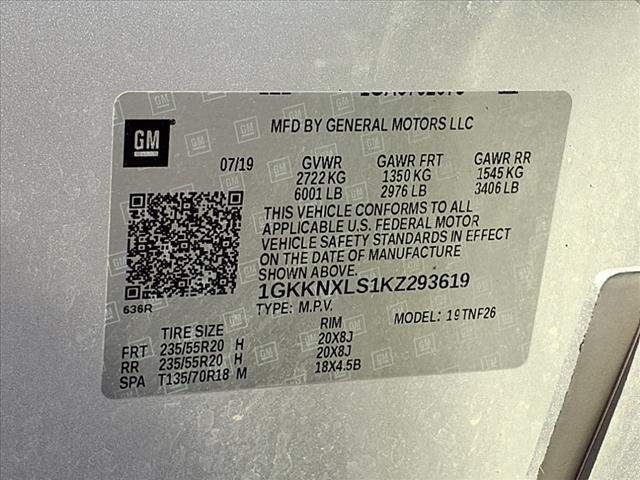 GM
MFD BY GENERAL MOTORS LLC
07/19 GVWR GAWR FRT GAWR RR
2722 KG 1350 KG 1545 KG
6001 LB 2976 LB 3406 LB
THIS VEHICLE CONFORMS TO ALL
APPLICABLE U.S. FEDERAL MOTOR
VEHICLE SAFETY STANDARDS IN EFFECT
ON THE DATE OF MANUFACTURE
SHOWN ABOVE.
1GKKNXLS1KZ293619
636R
TYPE: M.P.V. MODEL: 19TNF26
TIRE SIZE RIM
FRT 235/55R20 H 20X8J
RR 235/55R20 H 20X8J
SPA T135/70R18 M 18X4.5B